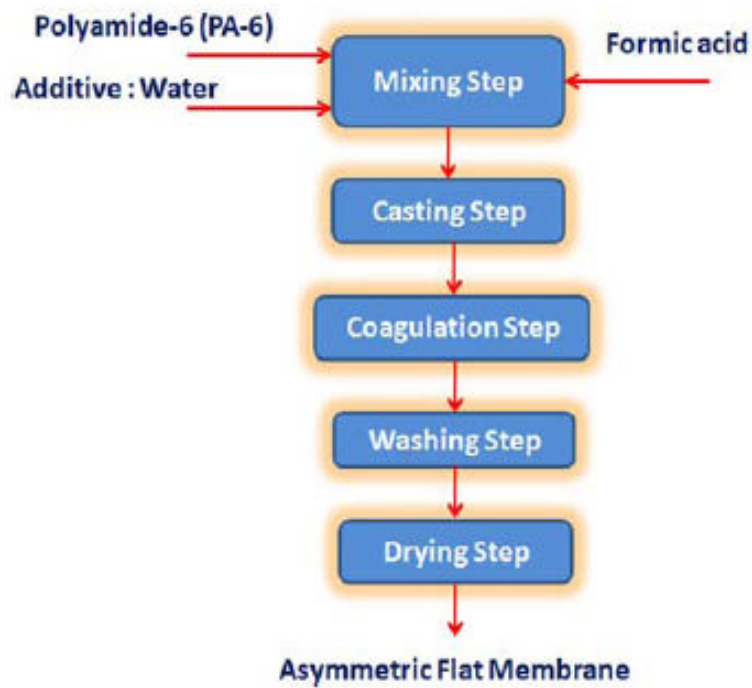 Polyamide-6 (PA-6)
Formic acid
Additive : Water
Mixing Step
Casting Step
Coagulation Step
Washing Step
Drying Step
Asymmetric Flat Membrane